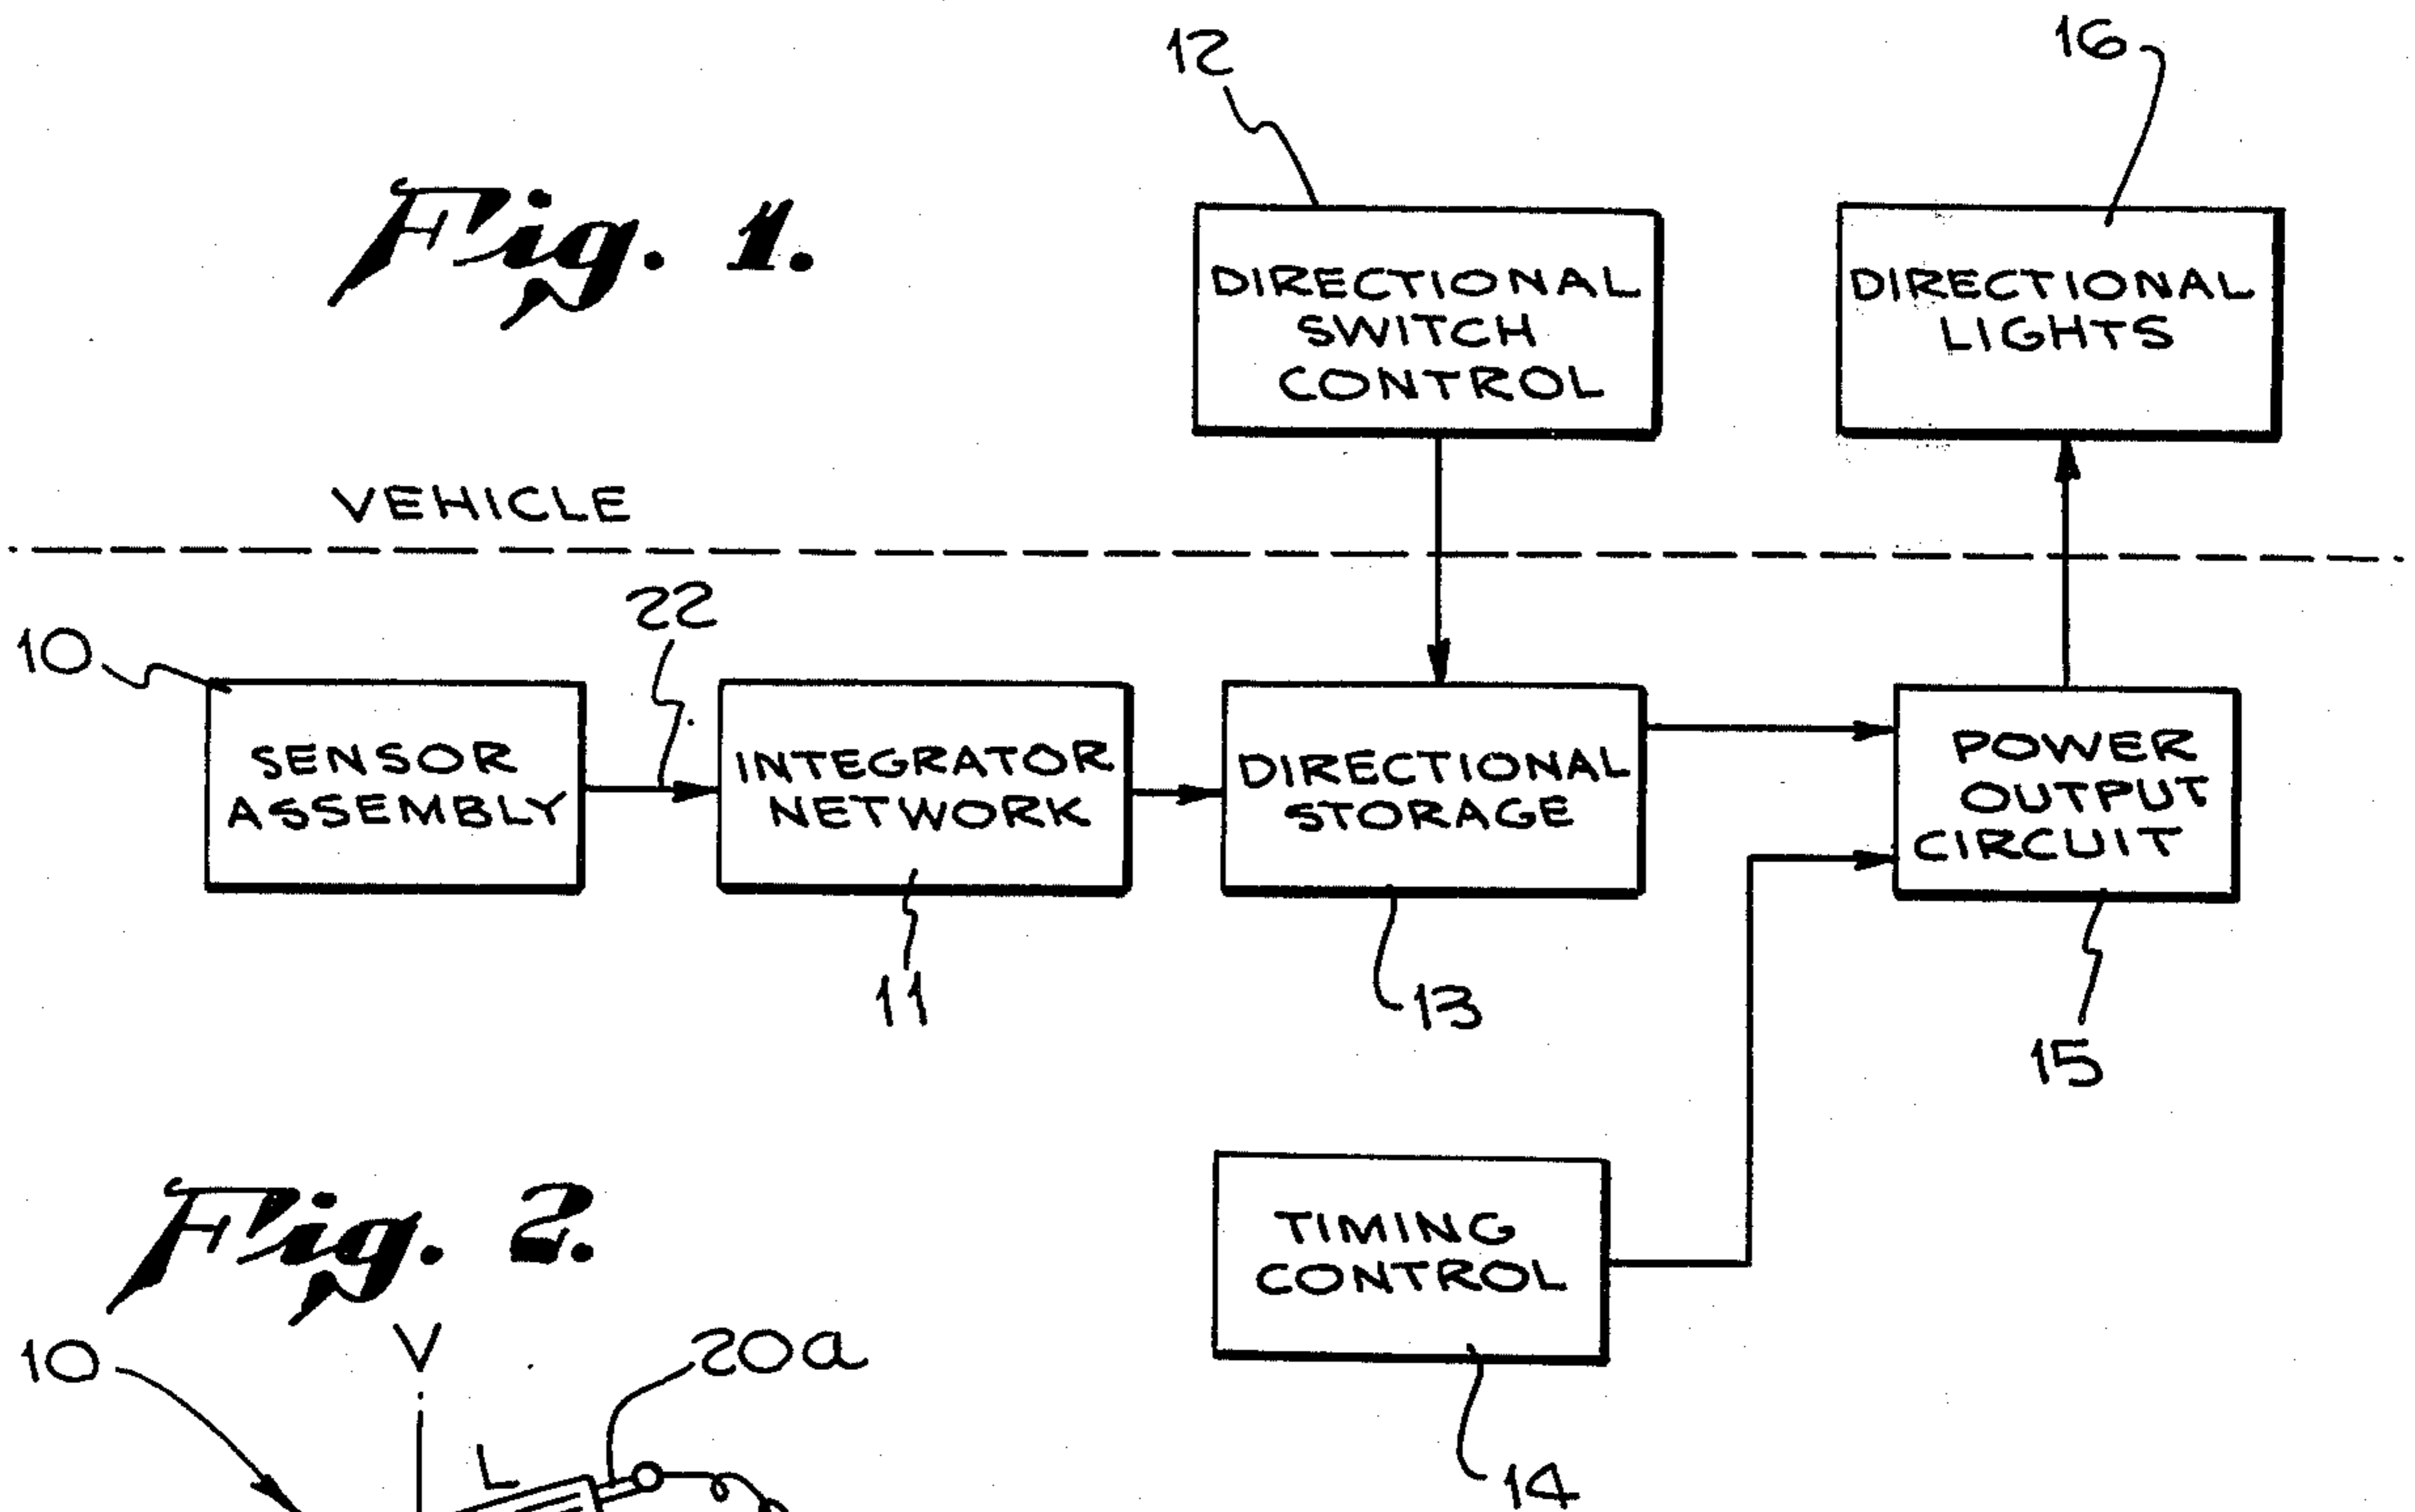 12
16
Fig. 1.
DIRECTIONAL
SWITCH
CONTROL
DIRECTIONAL
LIGHTS
VEHICLE
22
10
SENSOR
ASSEMBLY
INTEGRATOR
NETWORK
DIRECTIONAL
STORAGE
POWER
OUTPUT
CIRCUIT
11
13
15
TIMING
CONTROL
14
Fig. 2.
10
V
20a
L